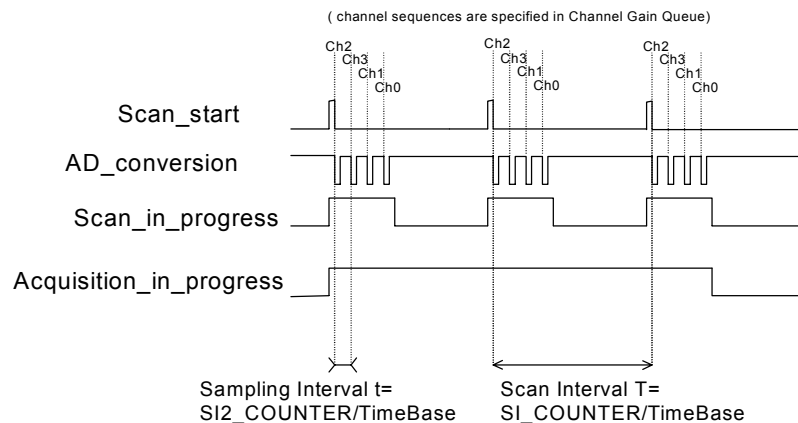 ( channel sequences are specified in Channel Gain Queue)
Ch2 Ch2 Ch2
Ch3 Ch3 Ch3
Ch1 Ch1 Ch1
Ch0 Ch0 Ch0
Scan_start
AD_conversion
Scan_in_progress
Acquisition_in_progress
Sampling Interval t=
SI2_COUNTER/TimeBase
Scan Interval T=
SI_COUNTER/TimeBase